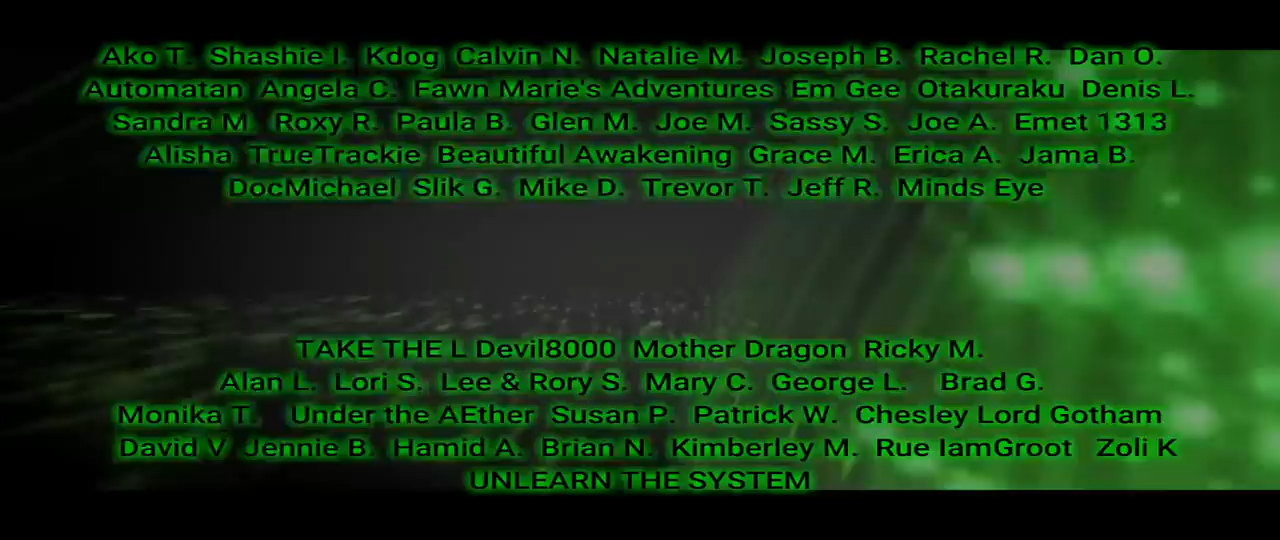 Ako T. Shashie I. Kdog Calvin N. Natalie M. Joseph B. Rachel R. Dan O.
Automatan Angela C. Fawn Marie's Adventures Em Gee Otakuraku Denis L.
Sandra M. Roxy R. Paula B. Glen M. Joe M. Sassy S. Joe A. Emet 1313
Alisha TrueTrackie Beautiful Awakening Grace M. Erica A. Jama B.
DocMichael Slik G. Mike D. Trevor T. Jeff R. Minds Eye
TAKE THE L Devil8000 Mother Dragon Ricky M.
Alan L. Lori S. Lee & Rory S. Mary C. George L. Brad G.
Monika T. Under the AEther Susan P. Patrick W. Chesley Lord Gotham
David V Jennie B. Hamid A. Brian N. Kimberley M. Rue IamGroot Zoli K
UNLEARN THE SYSTEM